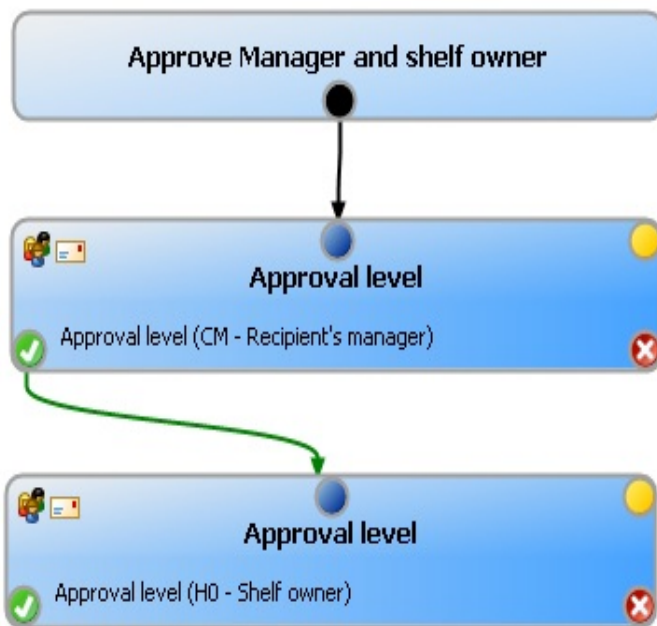 Approve Manager and shelf owner
Approval level
Approval level (CM - Recipient's manager)
Approval level
Approval level (H0 - Shelf owner)